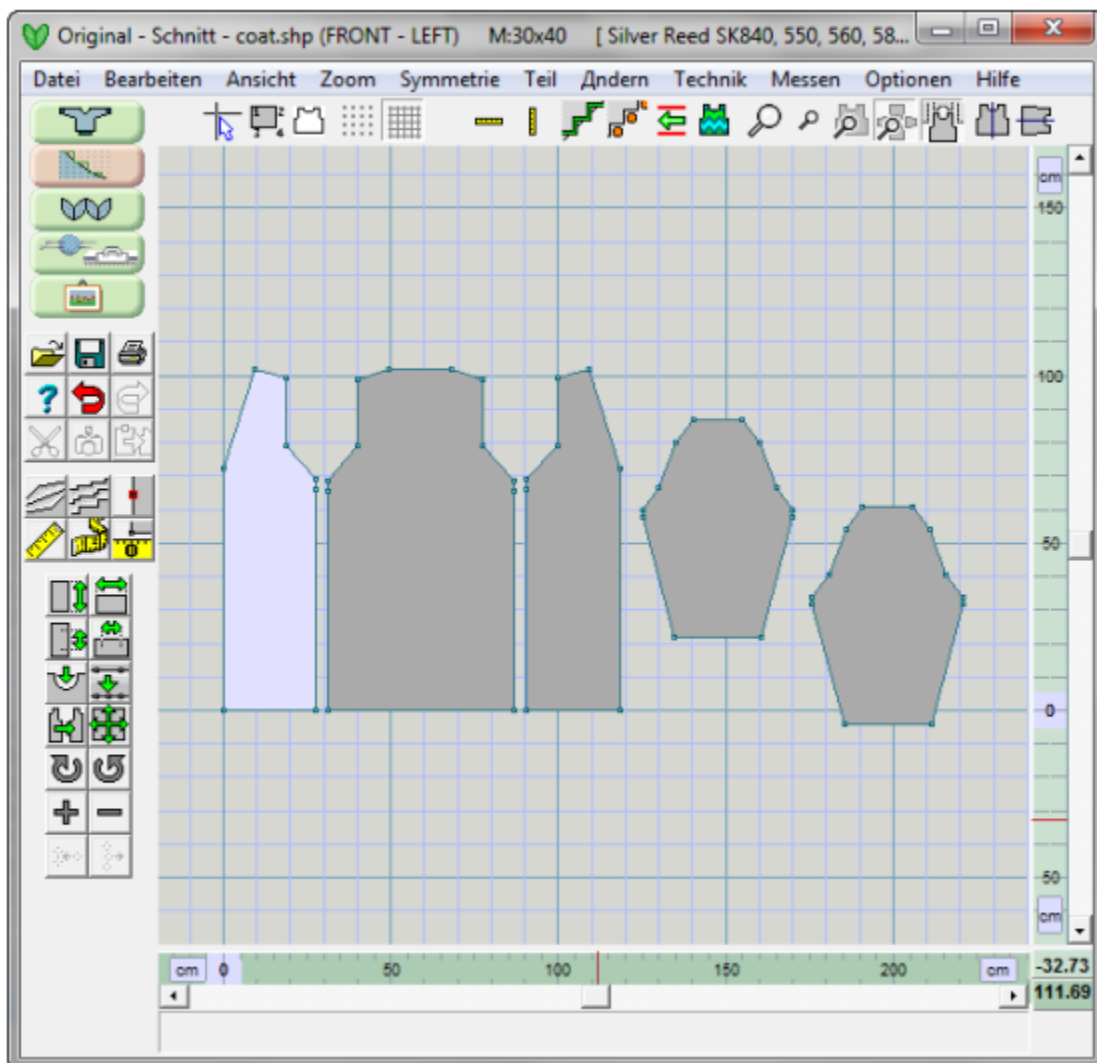 Original - Schnitt - coat.shp (FRONT - LEFT) M:30x40 [ Silver Reed SK840, 550, 560, 58...
Datei Bearbeiten Ansicht Zoom Symmetrie Teil Дndern Technik Messen Optionen Hilfe
cm
150
100
50
0
50
cm
cm 0 50 100 150 200 cm
-32.73
111.69